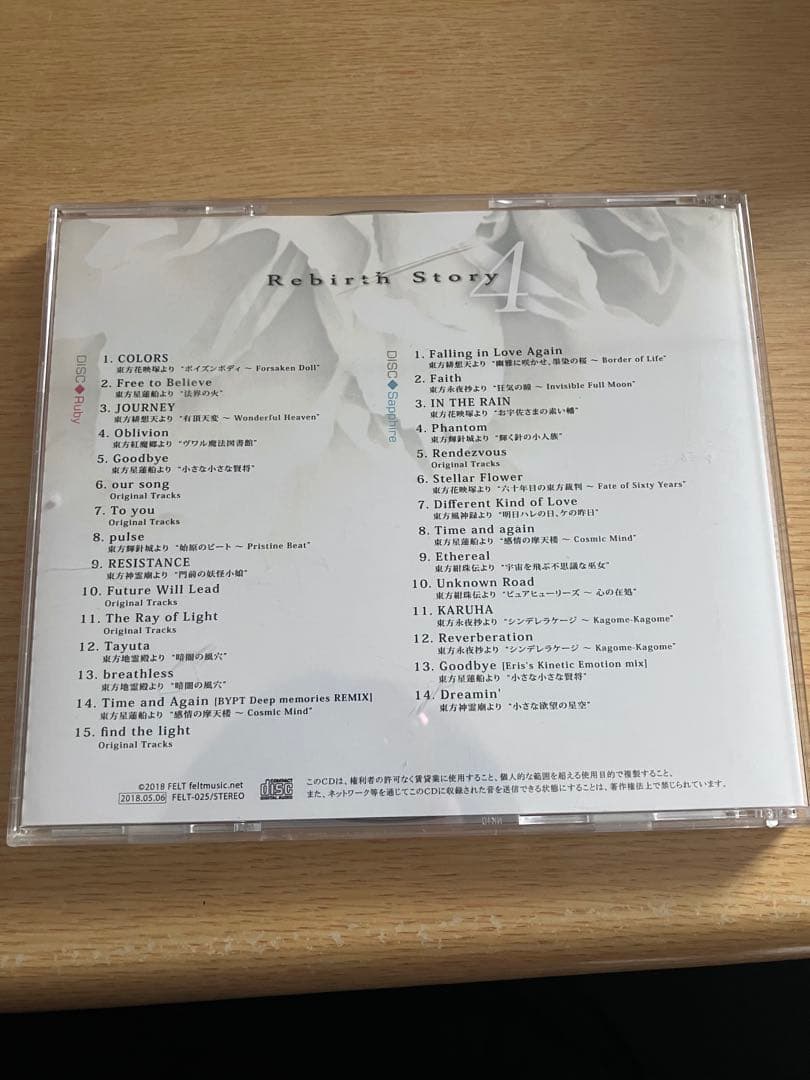 Rebirth Story 4
DISC◆Ruby
1. COLORS
東方花映塚より "ポイズンボディ ~ Forsaken Doll"
2. Free to Believe
東方星蓮船より "法界の火"
3. JOURNEY
東方緋想天より "有頂天変 ~ Wonderful Heaven"
4. Oblivion
東方紅魔郷より "ヴワル魔法図書館"
5. Goodbye
東方星蓮船より "小さな小さな賢将"
6. our song
Original Tracks
7. To you
Original Tracks
8. pulse
東方輝針城より "始原のビート ~ Pristine Beat"
9. RESISTANCE
東方神霊廟より "門前の妖怪小娘"
10. Future Will Lead
Original Tracks
11. The Ray of Light
Original Tracks
12. Tayuta
東方地霊殿より "暗闇の風穴"
13. breathless
東方地霊殿より "暗闇の風穴"
14. Time and Again [BYPT Deep memories REMIX]
東方星蓮船より "感情の摩天楼 ~ Cosmic Mind"
15. find the light
Original Tracks
DISC◆Sapphire
1. Falling in Love Again
東方緋想天より "幽雅に咲かせ、墨染の桜 ~ Border of Life"
2. Faith
東方永夜抄より "狂気の瞳 ~ Invisible Full Moon"
3. IN THE RAIN
東方花映塚より "お宇佐さまの素い幡"
4. Phantom
東方輝針城より "輝く針の小人族"
5. Rendezvous
Original Tracks
6. Stellar Flower
東方花映塚より "六十年目の東方裁判 ~ Fate of Sixty Years"
7. Different Kind of Love
東方風神録より "明日ハレの日、ケの昨日"
8. Time and again
東方星蓮船より "感情の摩天楼 ~ Cosmic Mind"
9. Ethereal
東方紺珠伝より "宇宙を飛ぶ不思議な巫女"
10. Unknown Road
東方紺珠伝より "ピュアヒューリーズ ~ 心の在処"
11. KARUHA
東方永夜抄より "シンデレラケージ ~ Kagome-Kagome"
12. Reverberation
東方永夜抄より "シンデレラケージ ~ Kagome-Kagome"
13. Goodbye [Eris's Kinetic Emotion mix]
東方星蓮船より "小さな小さな賢将"
14. Dreamin'
東方神霊廟より "小さな欲望の星空"
©2018 FELT feltmusic.net
2018.05.06 FELT-025/STEREO
COMPACT
disc
DIGITAL AUDIO
このCDは、権利者の許可なく賃貸業に使用すること、個人的な範囲を超える使用目的で複製すること、
また、ネットワーク等を通じてこのCDに収録された音を送信できる状態にすることは、著作権法上で禁じられています。